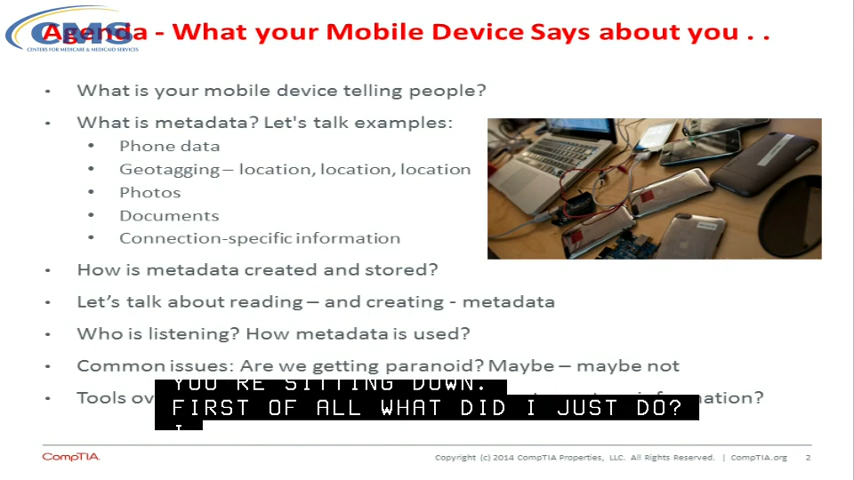 CMS
CENTERS FOR MEDICARE & MEDICAID SERVICES
Agenda - What your Mobile Device Says about you . .
• What is your mobile device telling people?
• What is metadata? Let's talk examples:
• Phone data
• Geotagging – location, location, location
• Photos
• Documents
• Connection-specific information
• How is metadata created and stored?
• Let's talk about reading – and creating - metadata
• Who is listening? How metadata is used?
• Common issues: Are we getting paranoid? Maybe – maybe not
• Tools
YOU'RE SITTING DOWN.
FIRST OF ALL WHAT DID I JUST DO?
CompTIA.
Copyright (c) 2014 CompTIA Properties, LLC. All Rights Reserved. | CompTIA.org 2